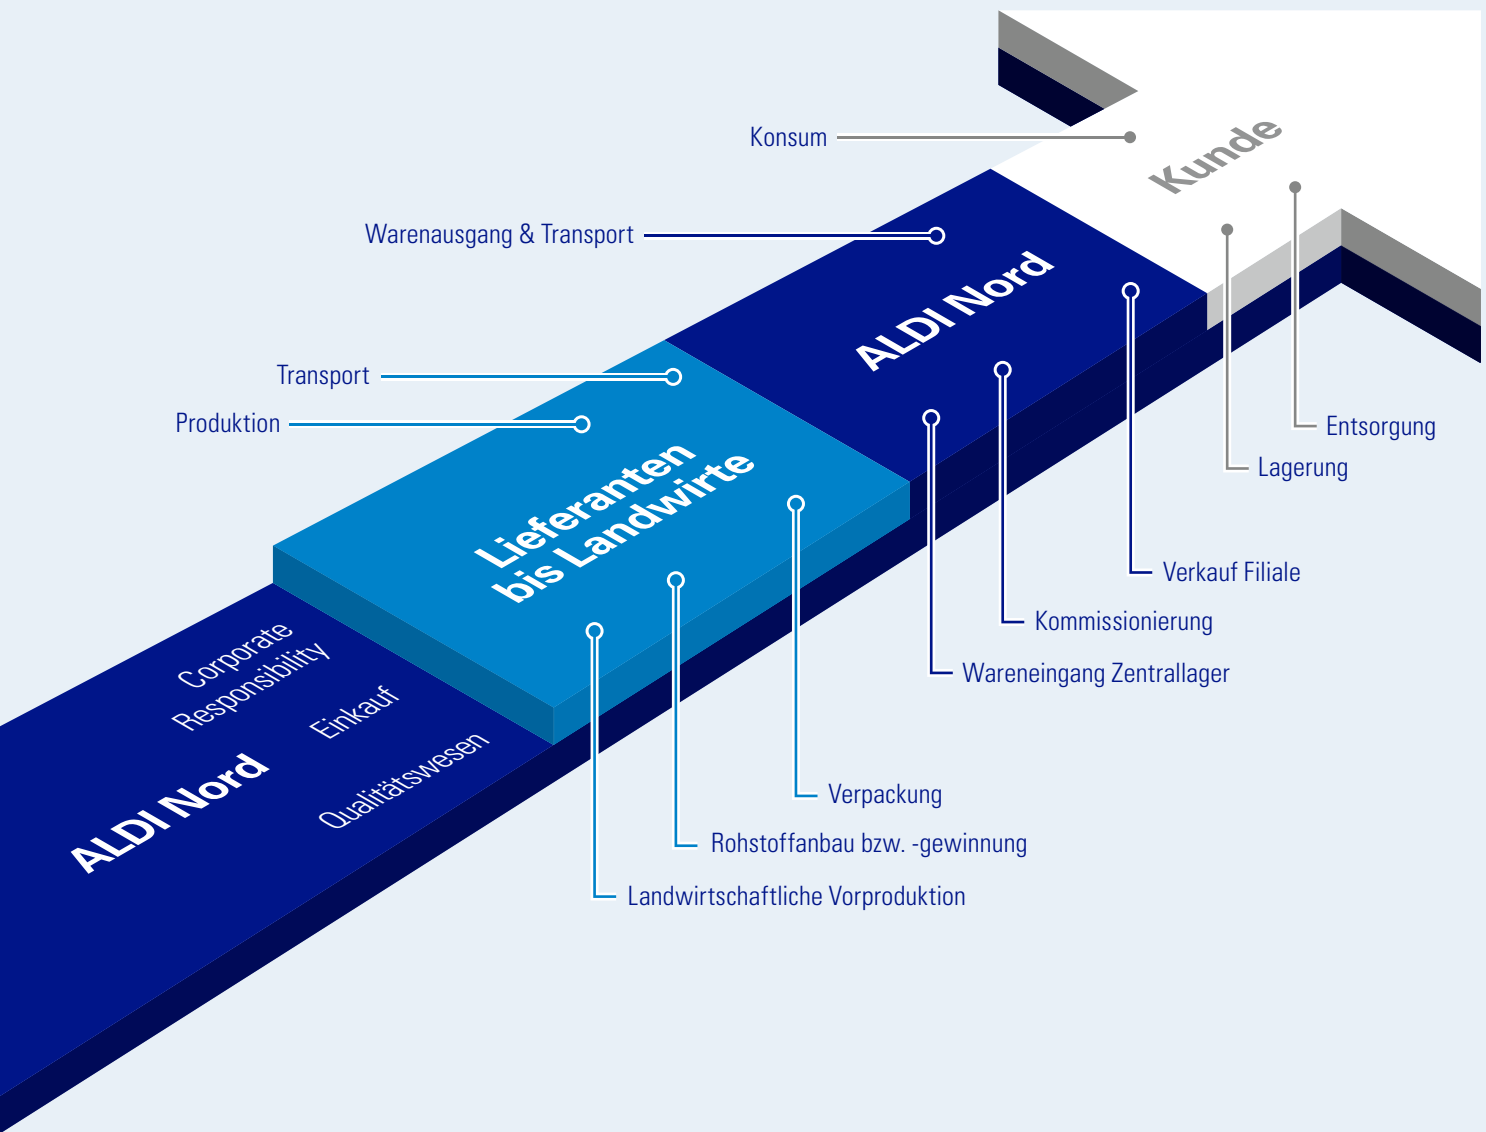 Konsum
Kunde
Warenausgang & Transport
ALDI Nord
Transport
Produktion
Entsorgung
Lagerung
Lieferanten
bis Landwirte
Verkauf Filiale
Kommissionierung
Wareneingang Zentrallager
Corporate
Responsibility
Einkauf
Qualitätswesen
ALDI Nord
Verpackung
Rohstoffanbau bzw. -gewinnung
Landwirtschaftliche Vorproduktion